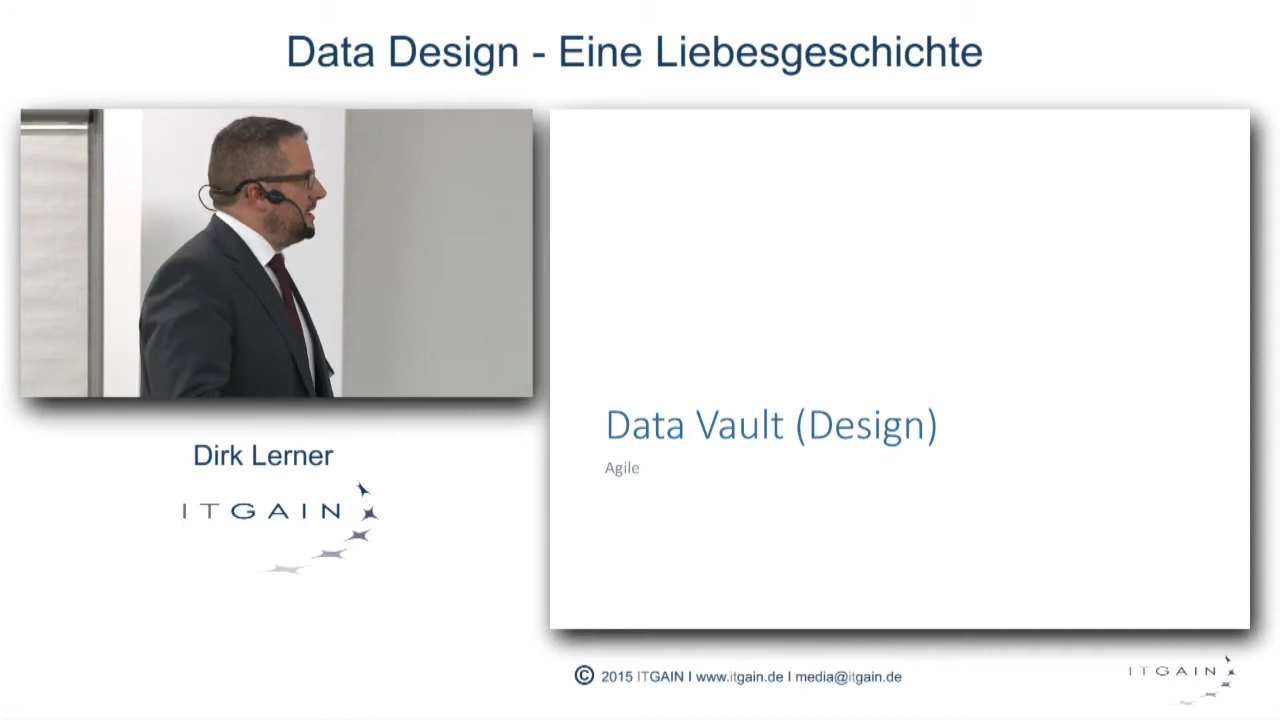 Data Design - Eine Liebesgeschichte
Dirk Lerner
ITGAIN
Data Vault (Design)
Agile
© 2015 ITGAIN I www.itgain.de I media@itgain.de
ITGAIN